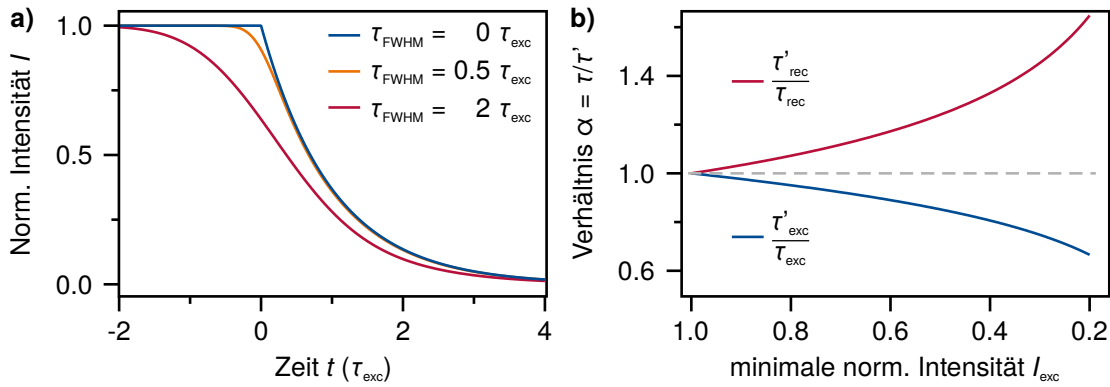 a)
Norm. Intensität I
1.0
0.5
0.0
-2
0
2
4
Zeit t (τexc)
τFWHM = 0 τexc
τFWHM = 0.5 τexc
τFWHM = 2 τexc
b)
Verhältnis α = τ/τ'
1.4
1.0
0.6
1.0
0.8
0.6
0.4
0.2
minimale norm. Intensität Iexc
τ'rec
τrec
τ'exc
τexc